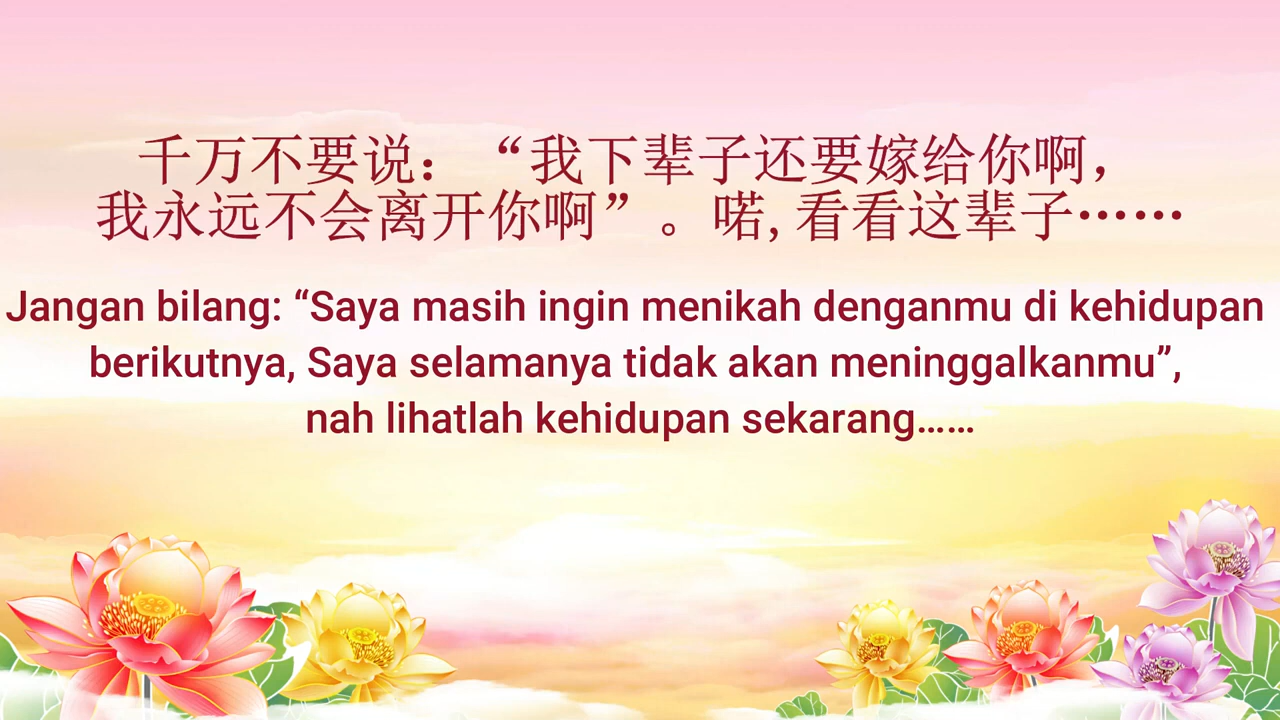 千万不要说：“我下辈子还要嫁给你啊，
我永远不会离开你啊”。喏,看看这辈子……
Jangan bilang: “Saya masih ingin menikah denganmu di kehidupan
berikutnya, Saya selamanya tidak akan meninggalkanmu”,
nah lihatlah kehidupan sekarang……